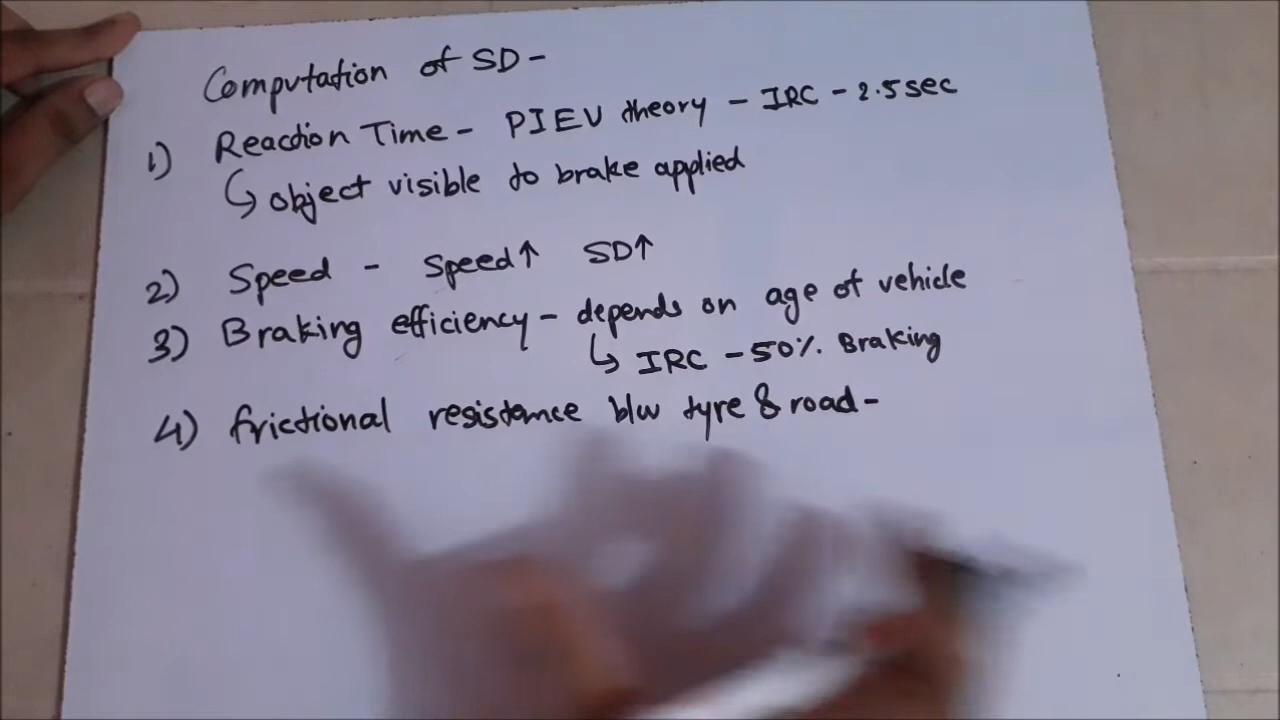 Computation of SD -
1) Reaction Time - PIEV theory - IRC - 2.5 sec
↳ object visible to brake applied
2) Speed - Speed↑ SD↑
3) Braking efficiency - depends on age of vehicle
↳ IRC - 50% Braking
4) frictional resistance b/w tyre & road -